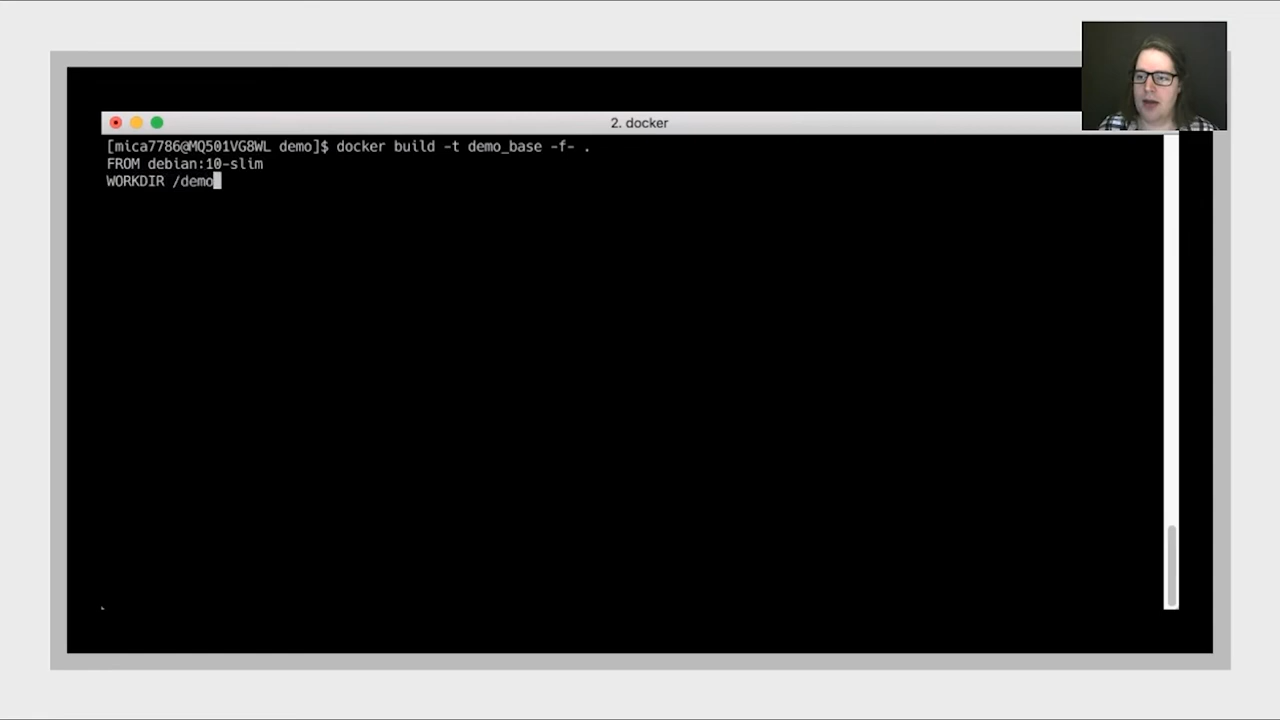 2. docker
[mica7786@MQ501VG8WL demo]$ docker build -t demo_base -f- .
FROM debian:10-slim
WORKDIR /demo